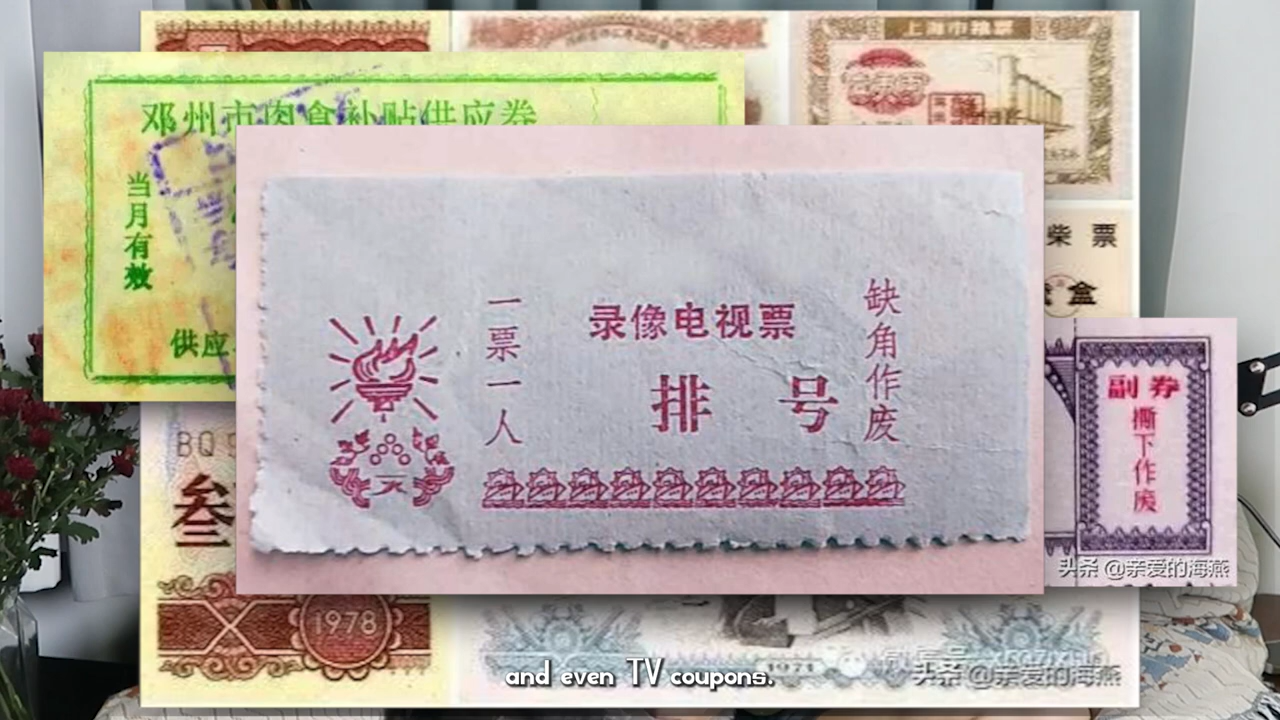 上海市粮票
邓州市肉食补贴供应券
当月有效
供应
一票一人
录像电视票
排 号
缺角作废
柴 票
盒
副券
撕下作废
头条 @亲爱的海燕
BQ
叁
1978
1971
头条 @亲爱的海燕
and even TV coupons.